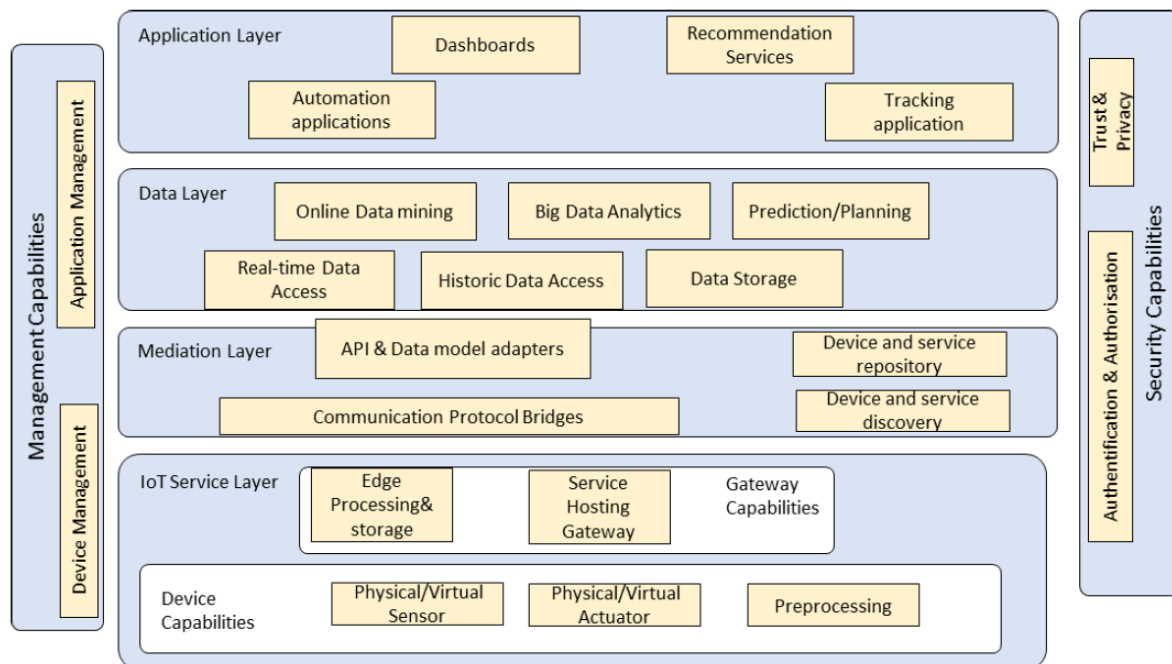 Application Layer
Dashboards
Recommendation
Services
Automation
applications
Tracking
application
Data Layer
Online Data mining
Big Data Analytics
Prediction/Planning
Real-time Data
Access
Historic Data Access
Data Storage
Mediation Layer
API & Data model adapters
Device and service
repository
Communication Protocol Bridges
Device and service
discovery
IoT Service Layer
Edge
Processing&
storage
Service
Hosting
Gateway
Gateway
Capabilities
Device
Capabilities
Physical/Virtual
Sensor
Physical/Virtual
Actuator
Preprocessing
Management Capabilities
Application Management
Device Management
Trust &
Privacy
Authentification & Authorisation
Security Capabilities